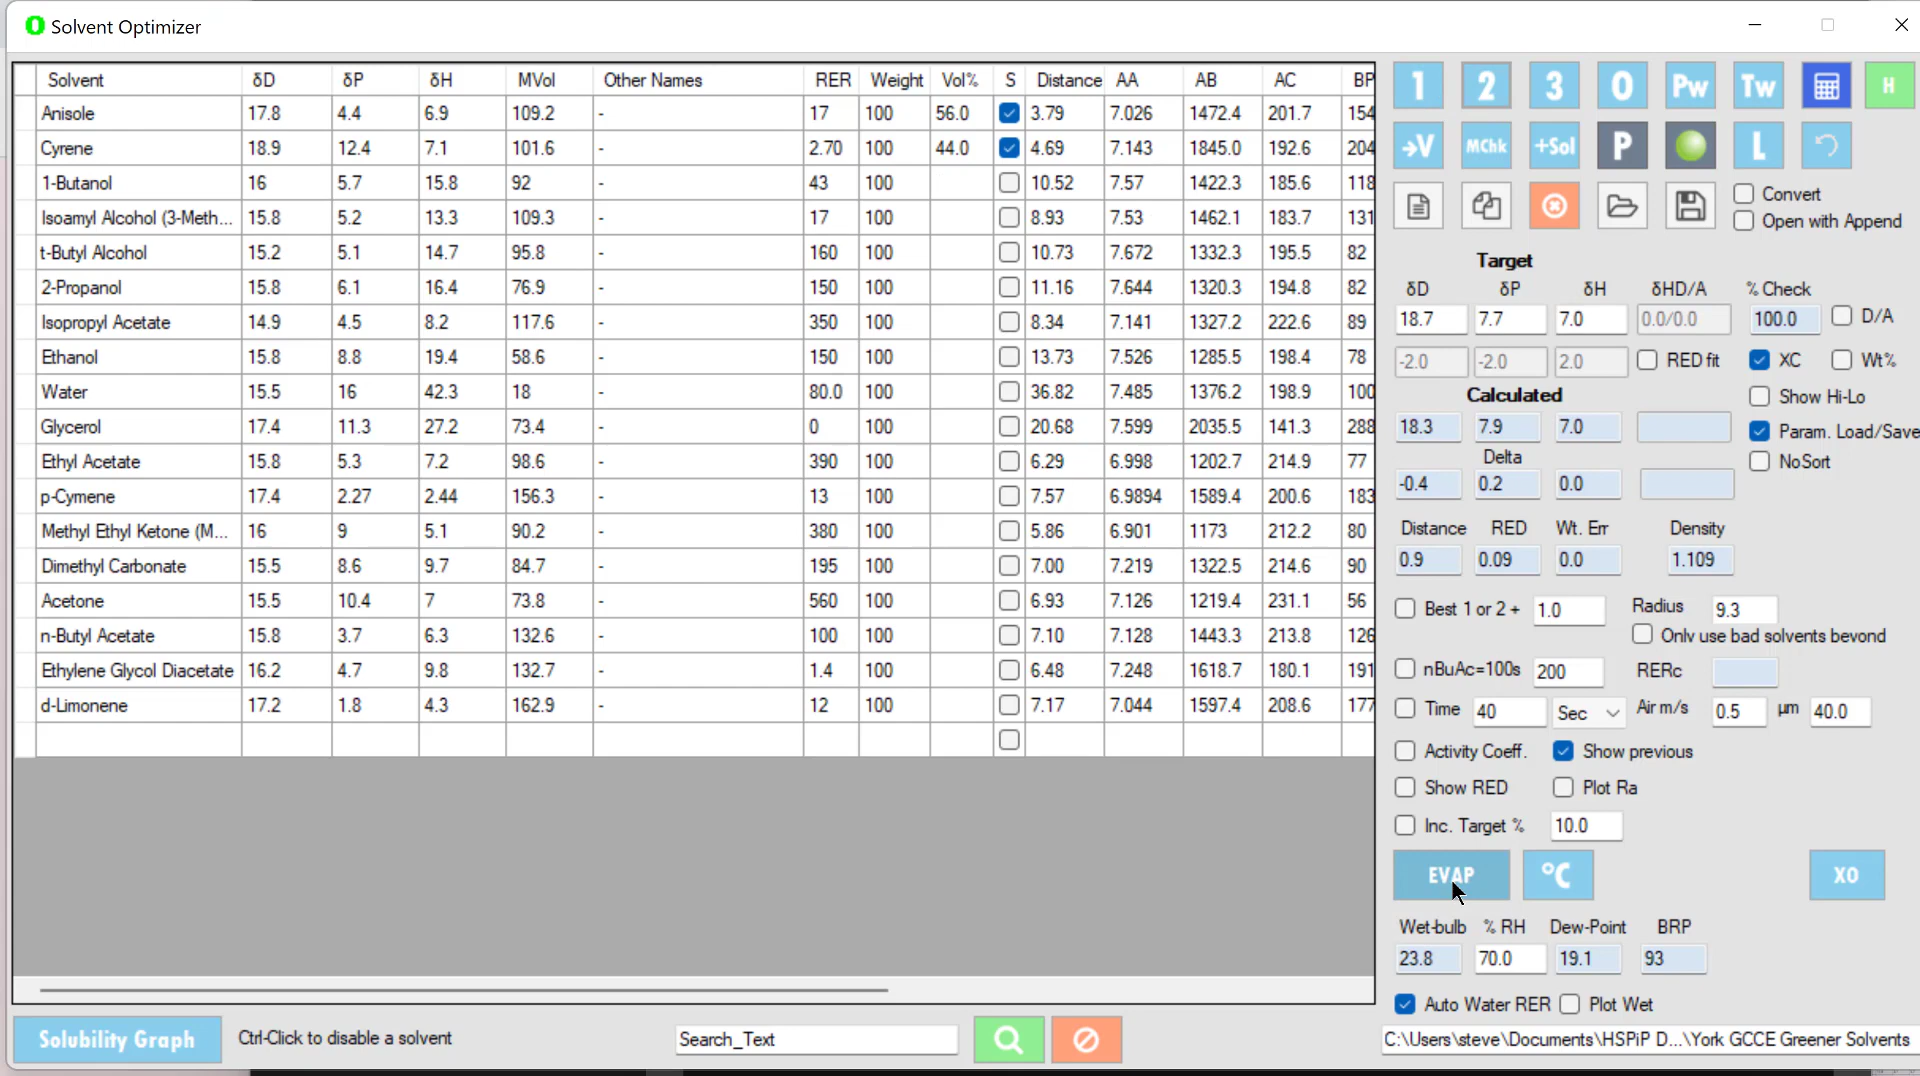 Solvent Optimizer
Solvent δD δP δH MVol Other Names RER Weight Vol% S Distance AA AB AC BP
Anisole 17.8 4.4 6.9 109.2 - 17 100 56.0 3.79 7.026 1472.4 201.7 154
Cyrene 18.9 12.4 7.1 101.6 - 2.70 100 44.0 4.69 7.143 1845.0 192.6 204
1-Butanol 16 5.7 15.8 92 - 43 100 10.52 7.57 1422.3 185.6 118
Isoamyl Alcohol (3-Meth... 15.8 5.2 13.3 109.3 - 17 100 8.93 7.53 1462.1 183.7 131
t-Butyl Alcohol 15.2 5.1 14.7 95.8 - 160 100 10.73 7.672 1332.3 195.5 82
2-Propanol 15.8 6.1 16.4 76.9 - 150 100 11.16 7.644 1320.3 194.8 82
Isopropyl Acetate 14.9 4.5 8.2 117.6 - 350 100 8.34 7.141 1327.2 222.6 89
Ethanol 15.8 8.8 19.4 58.6 - 150 100 13.73 7.526 1285.5 198.4 78
Water 15.5 16 42.3 18 - 80.0 100 36.82 7.485 1376.2 198.9 100
Glycerol 17.4 11.3 27.2 73.4 - 0 100 20.68 7.599 2035.5 141.3 288
Ethyl Acetate 15.8 5.3 7.2 98.6 - 390 100 6.29 6.998 1202.7 214.9 77
p-Cymene 17.4 2.27 2.44 156.3 - 13 100 7.57 6.9894 1589.4 200.6 183
Methyl Ethyl Ketone (M... 16 9 5.1 90.2 - 380 100 5.86 6.901 1173 212.2 80
Dimethyl Carbonate 15.5 8.6 9.7 84.7 - 195 100 7.00 7.219 1322.5 214.6 90
Acetone 15.5 10.4 7 73.8 - 560 100 6.93 7.126 1219.4 231.1 56
n-Butyl Acetate 15.8 3.7 6.3 132.6 - 100 100 7.10 7.128 1443.3 213.8 126
Ethylene Glycol Diacetate 16.2 4.7 9.8 132.7 - 1.4 100 6.48 7.248 1618.7 180.1 191
d-Limonene 17.2 1.8 4.3 162.9 - 12 100 7.17 7.044 1597.4 208.6 177
Solubility Graph Ctrl-Click to disable a solvent Search_Text
1 2 3 O Pw Tw H
→V MChk +Sol P L
Convert
Open with Append
Target
δD δP δH δHD/A % Check
18.7 7.7 7.0 0.0/0.0 100.0 D/A
-2.0 -2.0 2.0 RED fit XC Wt%
Calculated Show Hi-Lo
18.3 7.9 7.0 Param. Load/Save
Delta NoSort
-0.4 0.2 0.0
Distance RED Wt. Err Density
0.9 0.09 0.0 1.109
Best 1 or 2 + 1.0 Radius 9.3
Only use bad solvents beyond
nBuAc=100s 200 RERc
Time 40 Sec Air m/s 0.5 µm 40.0
Activity Coeff. Show previous
Show RED Plot Ra
Inc. Target % 10.0
EVAP °C XO
Wet-bulb % RH Dew-Point BRP
23.8 70.0 19.1 93
Auto Water RER Plot Wet
C:\Users\steve\Documents\HSPiP D...\York GCCE Greener Solvents